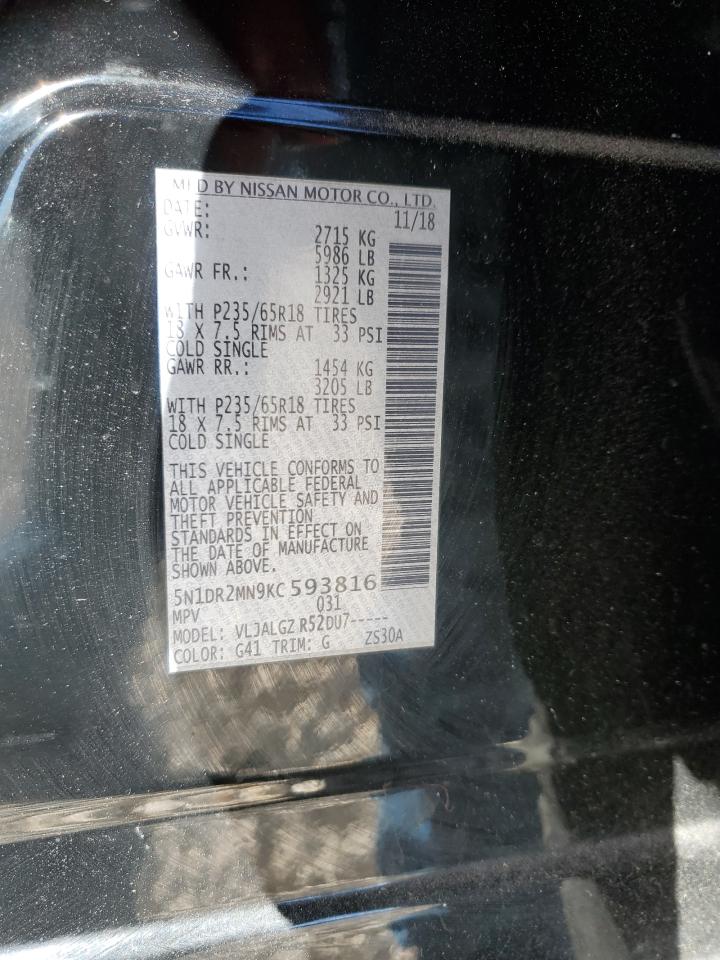 MFD BY NISSAN MOTOR CO., LTD.
DATE: 11/18
GVWR: 2715 KG
5986 LB
GAWR FR.: 1325 KG
2921 LB
WITH P235/65R18 TIRES
18 X 7.5 RIMS AT 33 PSI
COLD SINGLE
GAWR RR.: 1454 KG
3205 LB
WITH P235/65R18 TIRES
18 X 7.5 RIMS AT 33 PSI
COLD SINGLE
THIS VEHICLE CONFORMS TO
ALL APPLICABLE FEDERAL
MOTOR VEHICLE SAFETY AND
THEFT PREVENTION
STANDARDS IN EFFECT ON
THE DATE OF MANUFACTURE
SHOWN ABOVE.
5N1DR2MN9KC 593816
MPV 031
MODEL: VLJALGZ R52DU7-----
COLOR: G41 TRIM: G ZS30A